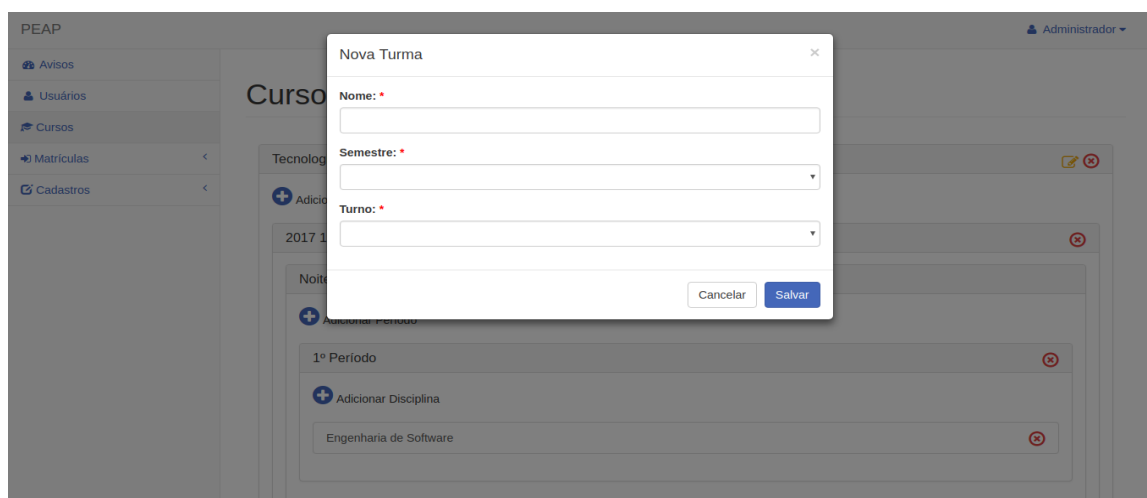 PEAP
Administrador
Avisos
Usuários
Cursos
Matrículas
Cadastros
Nova Turma
×
Nome: *
Semestre: *
Turno: *
Cancelar
Salvar
Curso
Tecnolog
Adicio
2017 1
Noite
Adicionar Período
1º Período
Adicionar Disciplina
Engenharia de Software